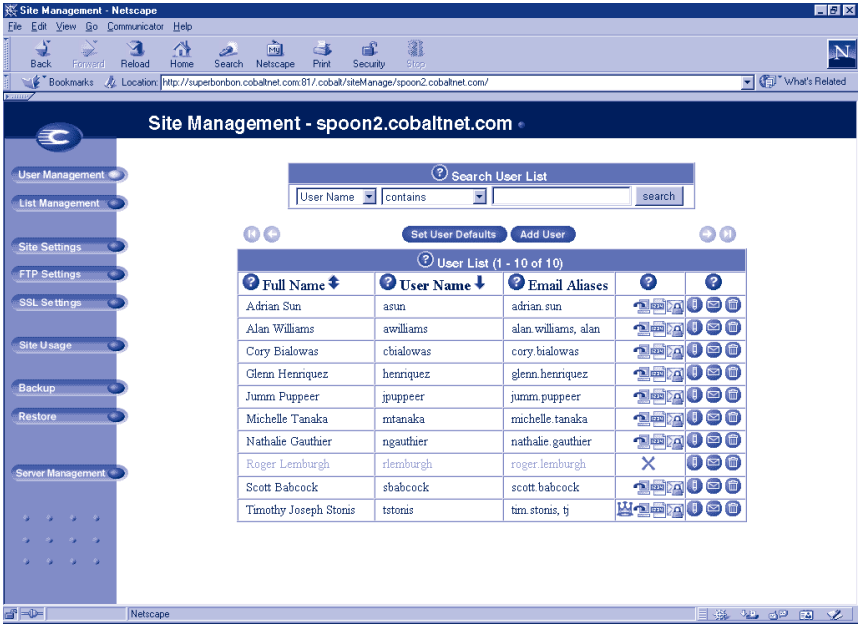 Site Management - Netscape
File Edit View Go Communicator Help
Back Forward Reload Home Search Netscape Print Security Stop
Bookmarks Location: http://superbonbon.cobaltnet.com:81/.cobalt/siteManage/spoon2.cobaltnet.com/ What's Related
Site Management - spoon2.cobaltnet.com
User Management
List Management
Site Settings
FTP Settings
SSL Settings
Site Usage
Backup
Restore
Server Management
? Search User List
User Name contains search
Set User Defaults Add User
? User List (1 - 10 of 10)
? Full Name ? User Name ? Email Aliases ? ?
Adrian Sun asun adrian.sun
Alan Williams awilliams alan.williams, alan
Cory Bialowas cbialowas cory.bialowas
Glenn Henriquez henriquez glenn.henriquez
Jumm Puppeer jpuppeer jumm.puppeer
Michelle Tanaka mtanaka michelle.tanaka
Nathalie Gauthier ngauthier nathalie.gauthier
Roger Lemburgh rlemburgh roger.lemburgh
Scott Babcock sbabcock scott.babcock
Timothy Joseph Stonis tstonis tim.stonis, tj
Netscape